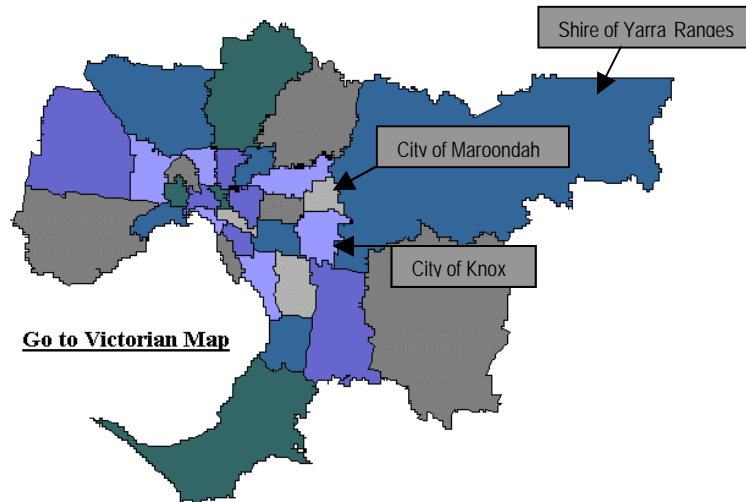 Shire of Yarra Ranges
City of Maroondah
City of Knox
Go to Victorian Map